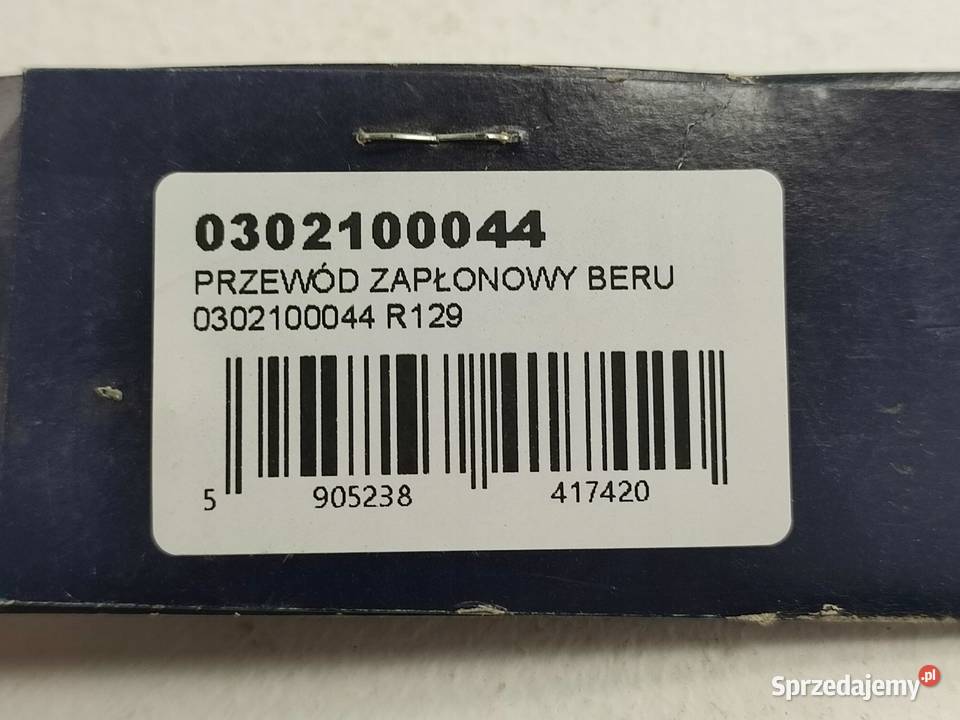 0302100044
PRZEWÓD ZAPŁONOWY BERU
0302100044 R129
5 905238 417420
Sprzedajemy.pl